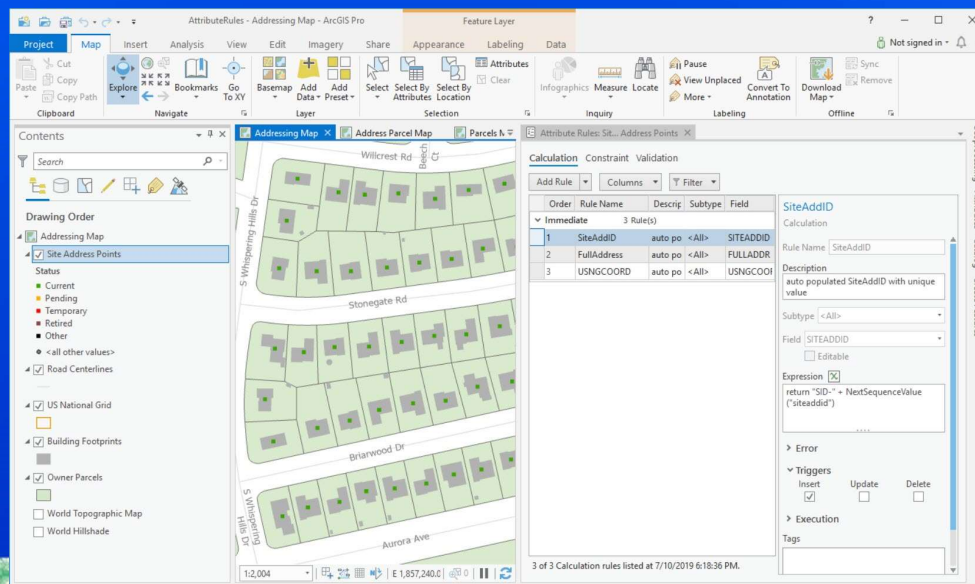 AttributeRules - Addressing Map - ArcGIS Pro
Feature Layer
? 
Project Map Insert Analysis View Edit Imagery Share Appearance Labeling Data
Not signed in
Paste
Cut
Copy
Copy Path
Clipboard
Explore
Bookmarks
Go To XY
Navigate
Basemap
Add Data
Add Preset
Layer
Select
Select By Attributes
Select By Location
Attributes
Clear
Selection
Infographics
Measure
Locate
Inquiry
Pause
View Unplaced
More
Convert To Annotation
Labeling
Download Map
Sync
Remove
Offline
Contents
Search
Drawing Order
Addressing Map
Site Address Points
Status
Current
Pending
Temporary
Retired
Other
<all other values>
Road Centerlines
US National Grid
Building Footprints
Owner Parcels
World Topographic Map
World Hillshade
Addressing Map Address Parcel Map Parcels
Willcrest Rd
Beech Ct
S Whispering Hills Dr
Stonegate Rd
Briarwood Dr
S Whispering Hills Dr
Aurora Ave
1:2,004
E 1,857,240.
0
Attribute Rules: Sit... Address Points
Calculation Constraint Validation
Add Rule Columns Filter
Order Rule Name Descrip Subtype Field
Immediate 3 Rule(s)
1 SiteAddID auto po <All> SITEADDID
2 FullAddress auto po <All> FULLADDR
3 USNGCOORD auto po <All> USNGCOOF
3 of 3 Calculation rules listed at 7/10/2019 6:18:36 PM.
SiteAddID
Calculation
Rule Name SiteAddID
Description
auto populated SiteAddID with unique
value
Subtype <All>
Field SITEADDID
Editable
Expression
return "SID-" + NextSequenceValue
("siteaddid")
Error
Triggers
Insert Update Delete
Execution
Tags